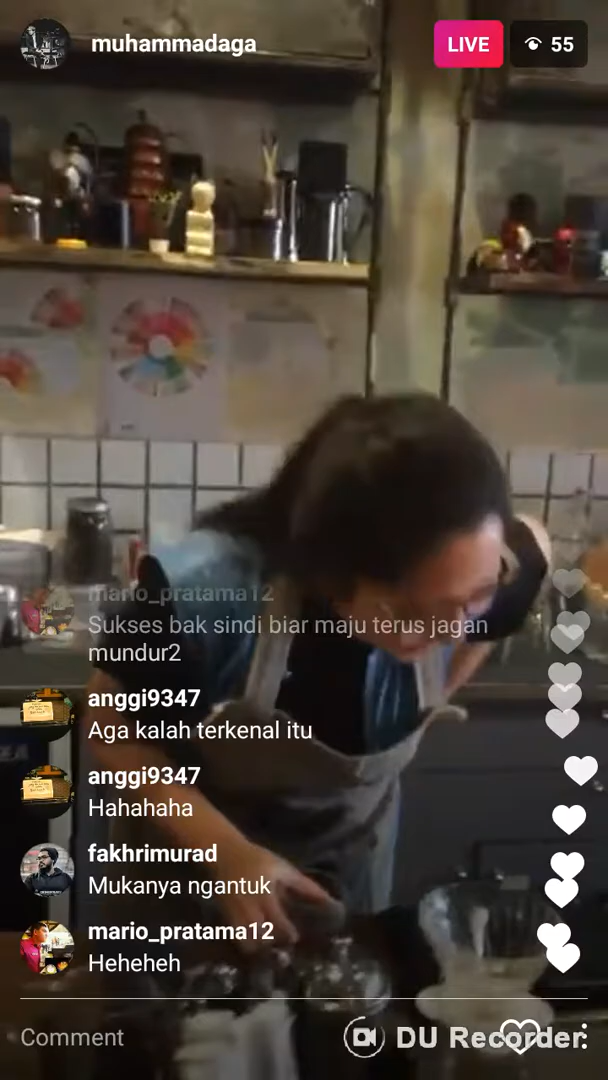 muhammadaga
LIVE
55
mario_pratama12
Sukses bak sindi biar maju terus jagan
mundur2
anggi9347
Aga kalah terkenal itu
anggi9347
Hahahaha
fakhrimurad
Mukanya ngantuk
mario_pratama12
Heheheh
Comment
DU Recorder